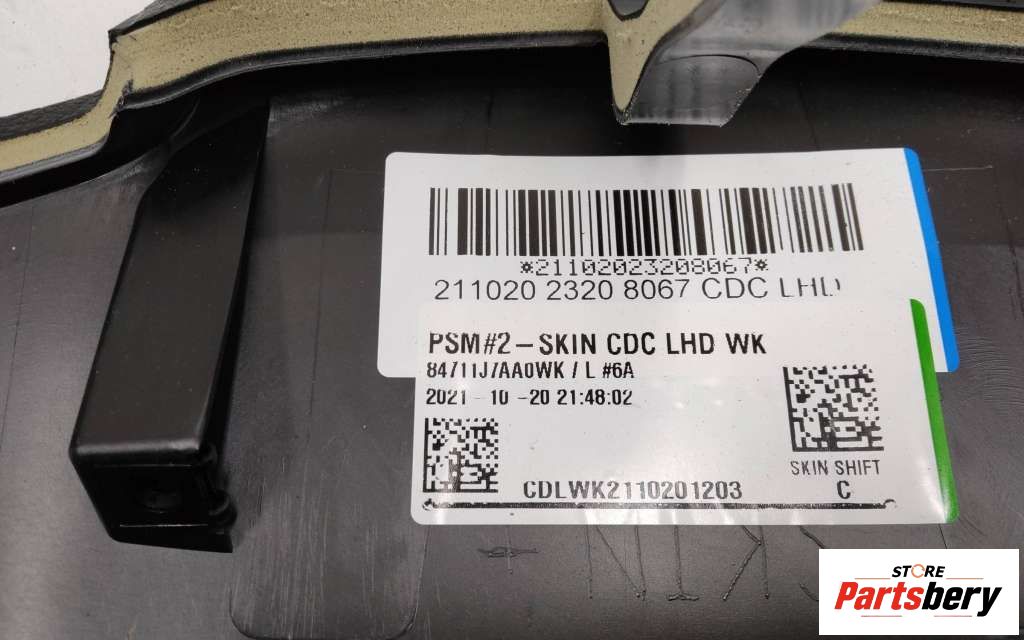 *21102023208067*
211020 2320 8067 CDC LHD
PSM#2-SKIN CDC LHD WK
84711J7AA0WK / L #6A
2021 - 10 -20 21:48:02
SKIN SHIFT
C
CDLWK2110201203
STORE
Partsbery